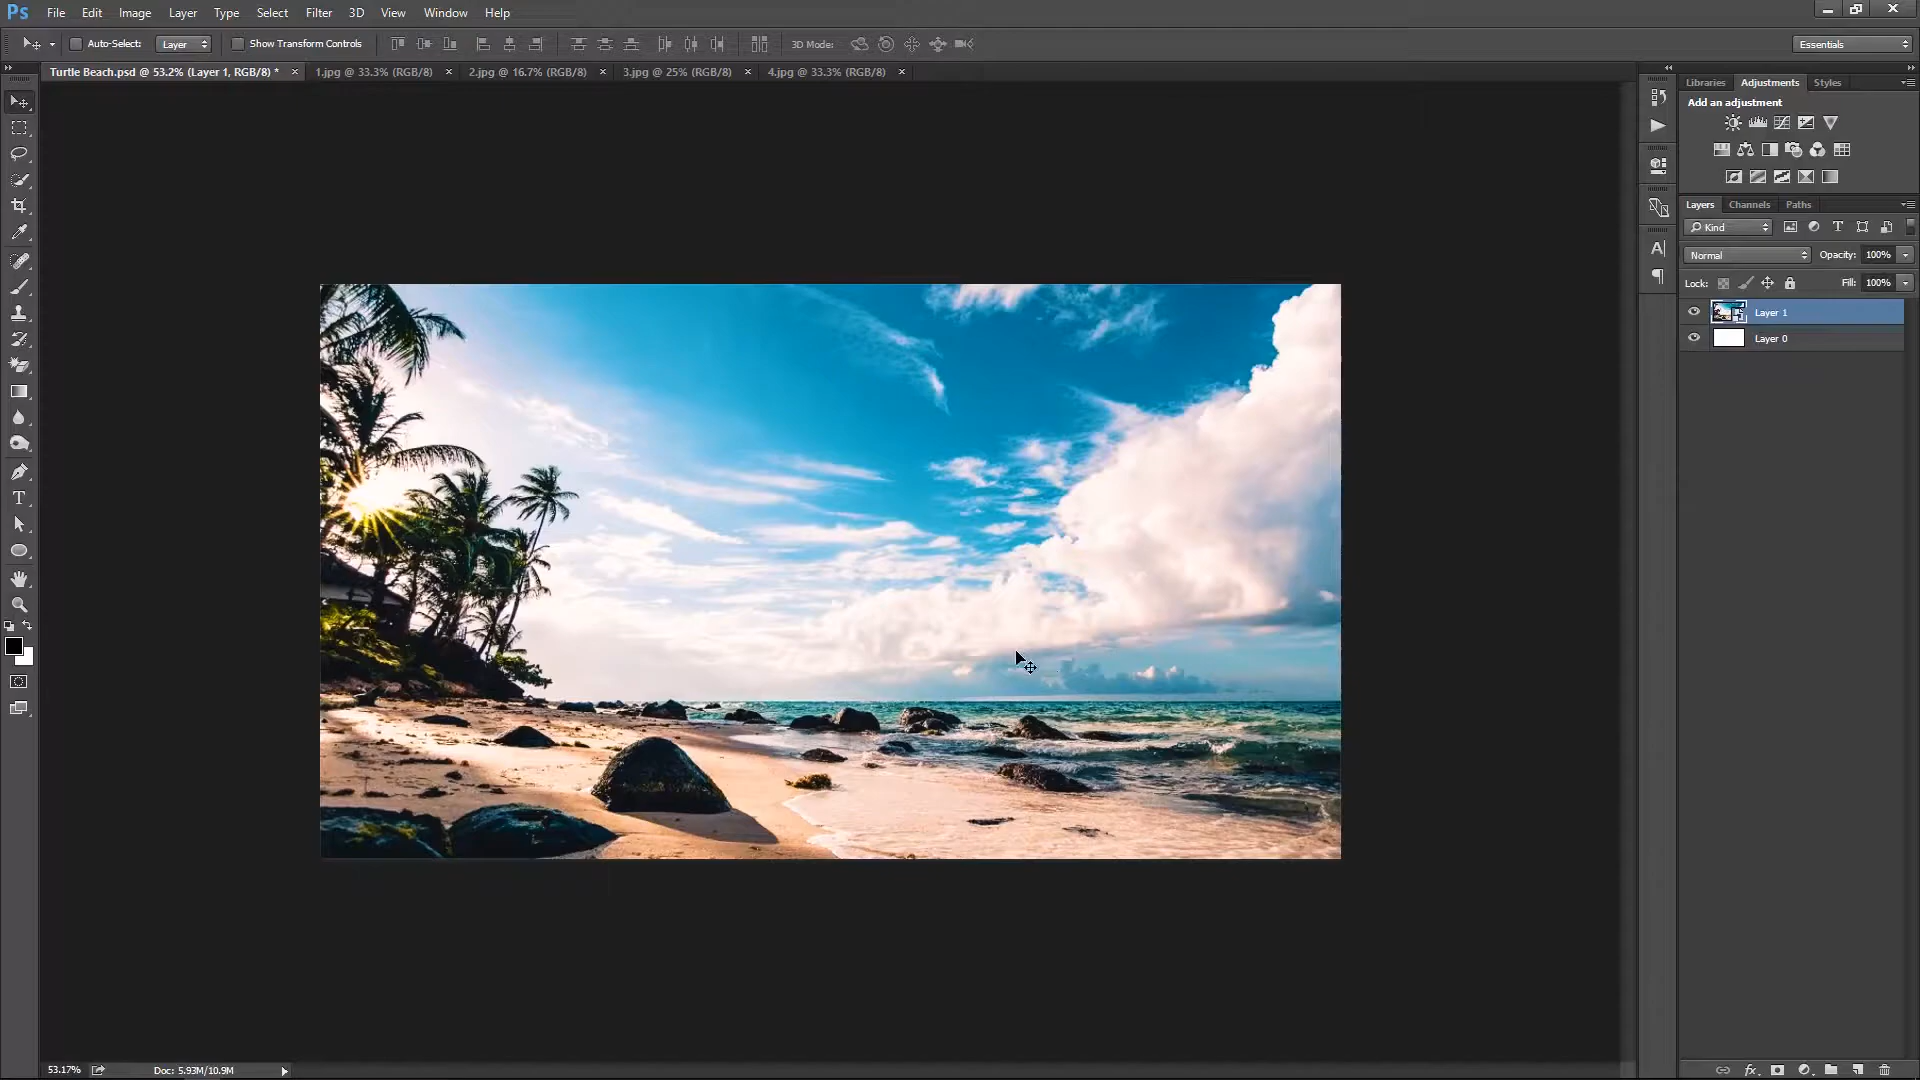 Ps File Edit Image Layer Type Select Filter 3D View Window Help
Auto-Select: Layer Show Transform Controls 3D Mode: Essentials
Turtle Beach.psd @ 53.2% (Layer 1, RGB/8) * × 1.jpg @ 33.3% (RGB/8) × 2.jpg @ 16.7% (RGB/8) × 3.jpg @ 25% (RGB/8) × 4.jpg @ 33.3% (RGB/8) ×
Libraries Adjustments Styles
Add an adjustment
Layers Channels Paths
Kind
Normal Opacity: 100%
Lock: Fill: 100%
Layer 1
Layer 0
53.17% Doc: 5.93M/10.9M